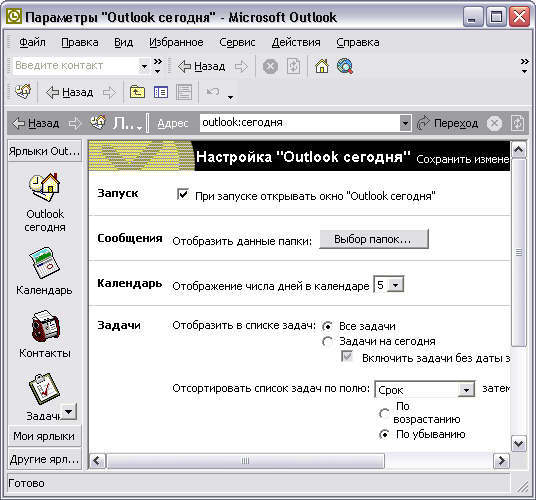 Параметры "Outlook сегодня" - Microsoft Outlook
Файл Правка Вид Избранное Сервис Действия Справка
Введите контакт Назад
Назад
Назад Л.. Адрес outlook:сегодня Переход
Ярлыки Out...
Настройка "Outlook сегодня" Сохранить измене
Outlook
сегодня
Календарь
Контакты
Задачи
Мои ярлыки
Другие ярл...
Запуск При запуске открывать окно "Outlook сегодня"
Сообщения Отобразить данные папки: Выбор папок...
Календарь Отображение числа дней в календаре 5
Задачи Отобразить в списке задач: Все задачи
Задачи на сегодня
Включить задачи без даты з
Отсортировать список задач по полю: Срок затем
По
возрастанию
По убыванию
Готово